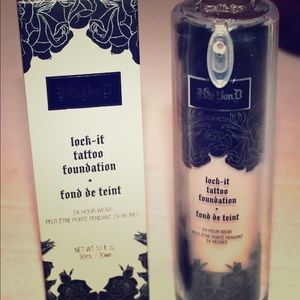 Kat Von D
lock-it
tattoo
foundation
•
fond de teint
24-HOUR WEAR
PEUT ÊTRE PORTÉ PENDANT 24 HEURES
NET WT. 1.0 fl oz
30mL
Kat Von D
lock-it
tattoo
foundation
•
fond de teint
24-HOUR WEAR
PEUT ÊTRE PORTÉ PENDANT
24 HEURES